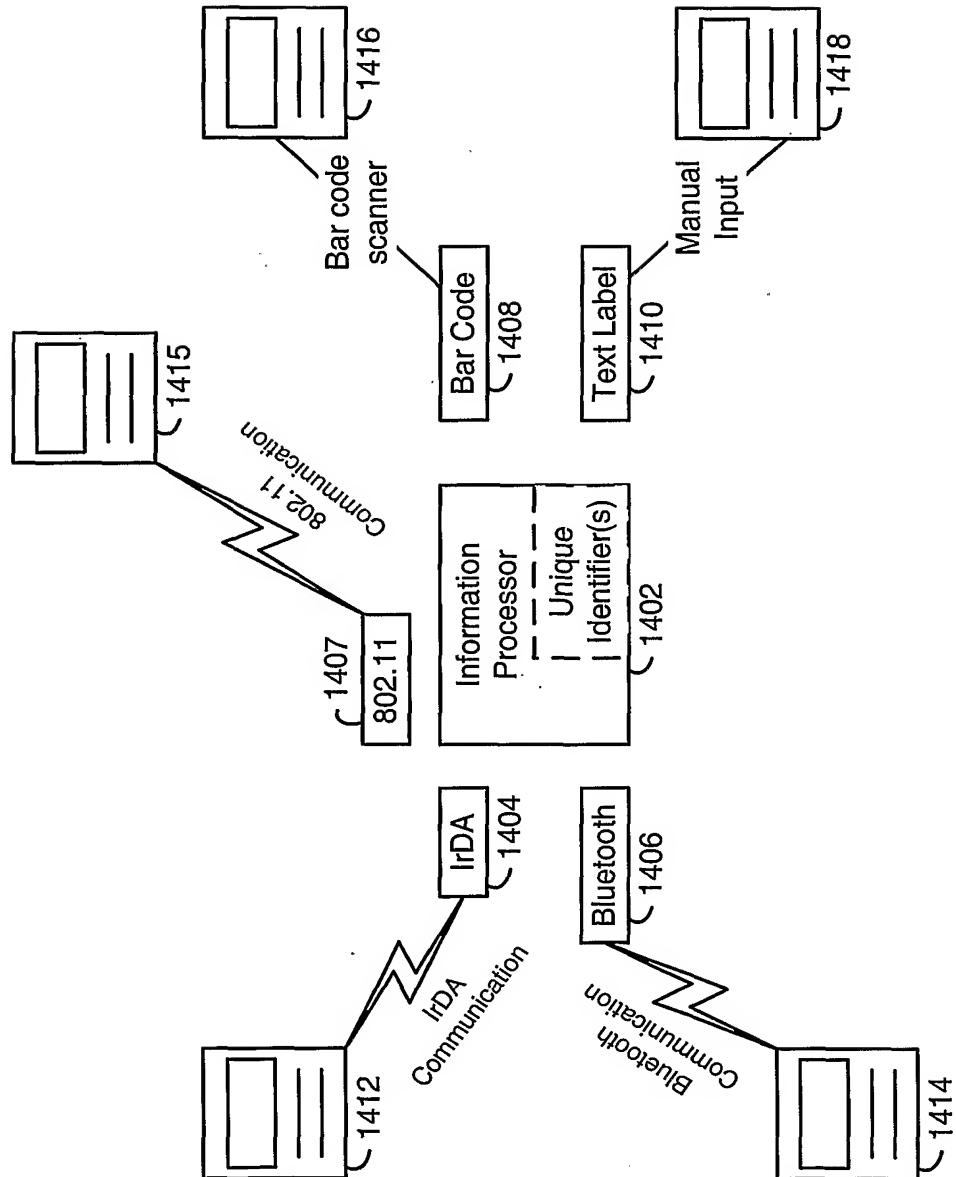 1412
IrDA
Communication
IrDA
1404
1407
802.11
802.11
Communication
1415
Bar code
scanner
1416
Bar Code
1408
Information
Processor
Unique
Identifier(s)
1402
Bluetooth
1406
Bluetooth
Communication
1414
Text Label
1410
Manual
Input
1418